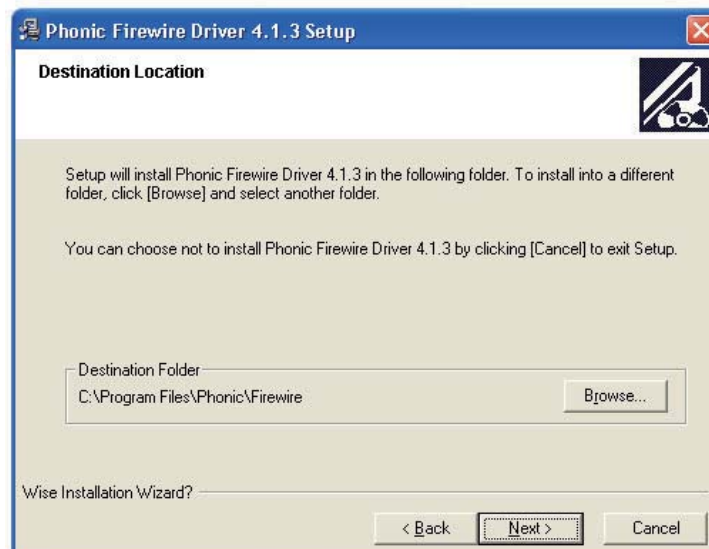 Phonic Firewire Driver 4.1.3 Setup
Destination Location
Setup will install Phonic Firewire Driver 4.1.3 in the following folder. To install into a different
folder, click [Browse] and select another folder.
You can choose not to install Phonic Firewire Driver 4.1.3 by clicking [Cancel] to exit Setup.
Destination Folder
C:\Program Files\Phonic\Firewire
Browse...
Wise Installation Wizard?
< Back
Next >
Cancel